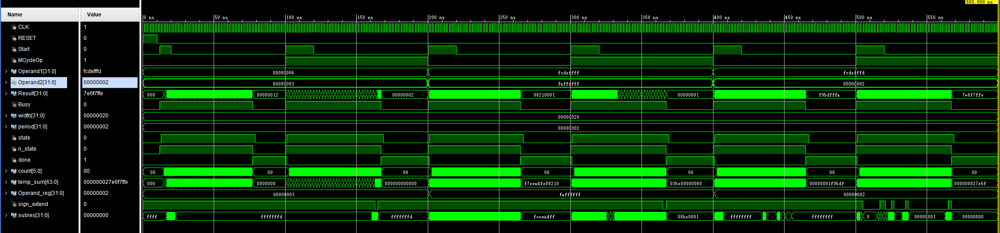 600.000 ns
Name Value
0 ns 50 ns 100 ns 150 ns 200 ns 250 ns 300 ns 350 ns 400 ns 450 ns 500 ns 550 ns
CLK 1
RESET 0
Start 0
MCycleOp 1
Operand1[31:0] fcdefffd 00000006 fcdeffff fcdefffd
Operand2[31:0] 00000002 00000003 faffffff 00000002
Result[31:0] 7e6f7ffe 000 00000012 00000002 08210001 00000001 f9bdfffa 7e6f7ffe
Busy 0
width[31:0] 00000020 00000020
period[31:0] 00000002 00000002
state 0
n_state 0
done 1
count[5:0] 00 00 00 00 00 00 00 00
temp_sum[63:0] 000000027e6f7ffe 000 0000000 000000000000 f7eea4fe08210 03be00000000 00000001f9bdf 000000027e6f
Operand_reg[31:0] 00000002 00000003 faffffff 00000002
sign_extend 0
subres[31:0] 00000000 ffff fffffffd fffffffd fceea4ff 08be0001 ffffffff ffffffff 0 00000001 00000000